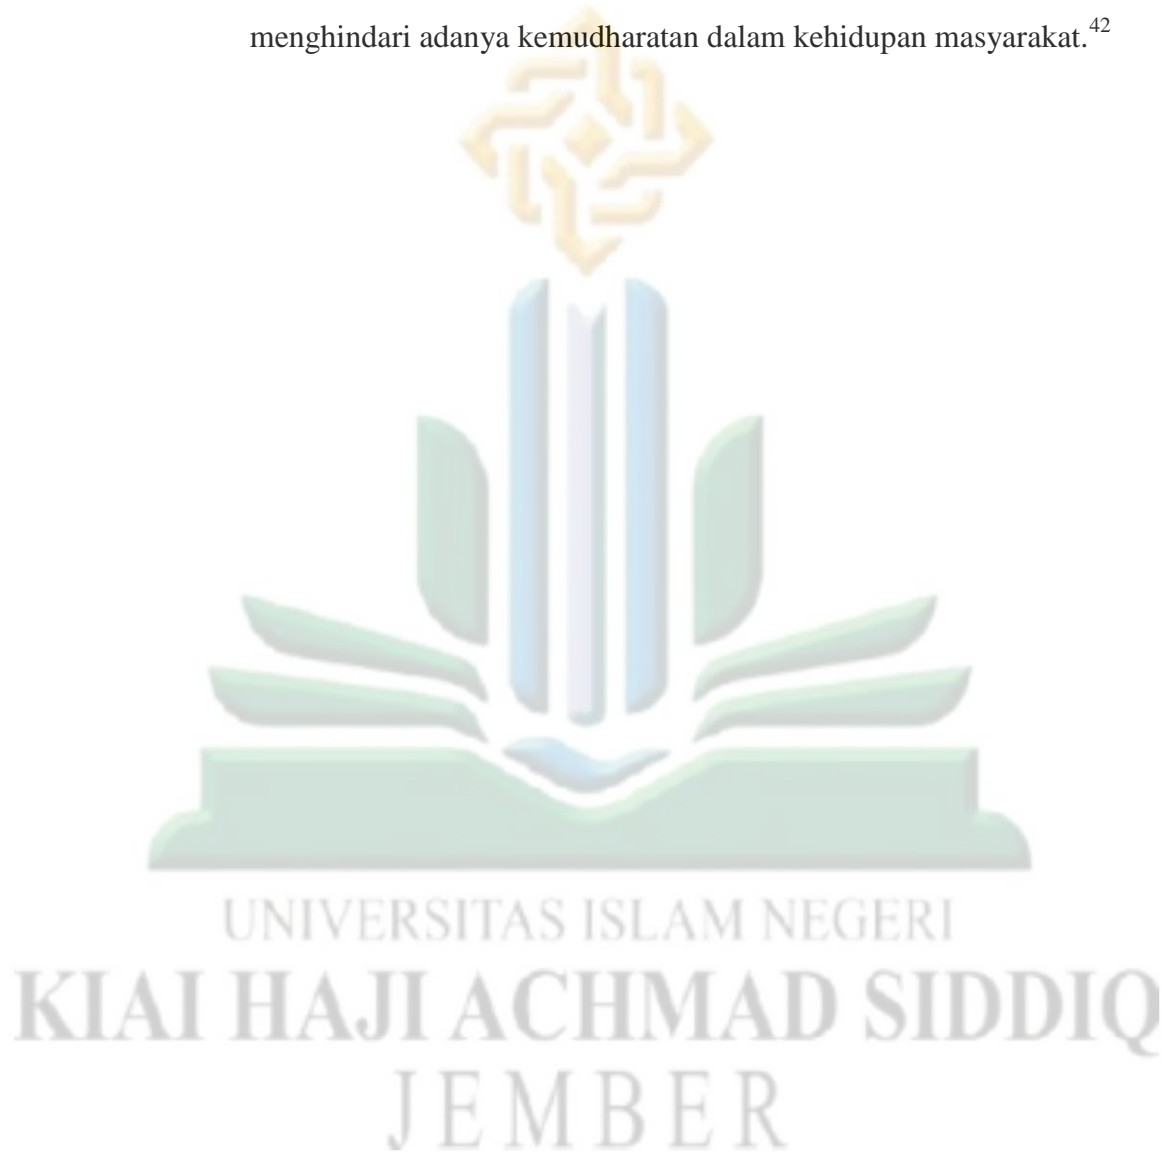 menghindari adanya kemudharatan dalam kehidupan masyarakat.⁴²
UNIVERSITAS ISLAM NEGERI
KIAI HAJI ACHMAD SIDDIQ
JEMBER